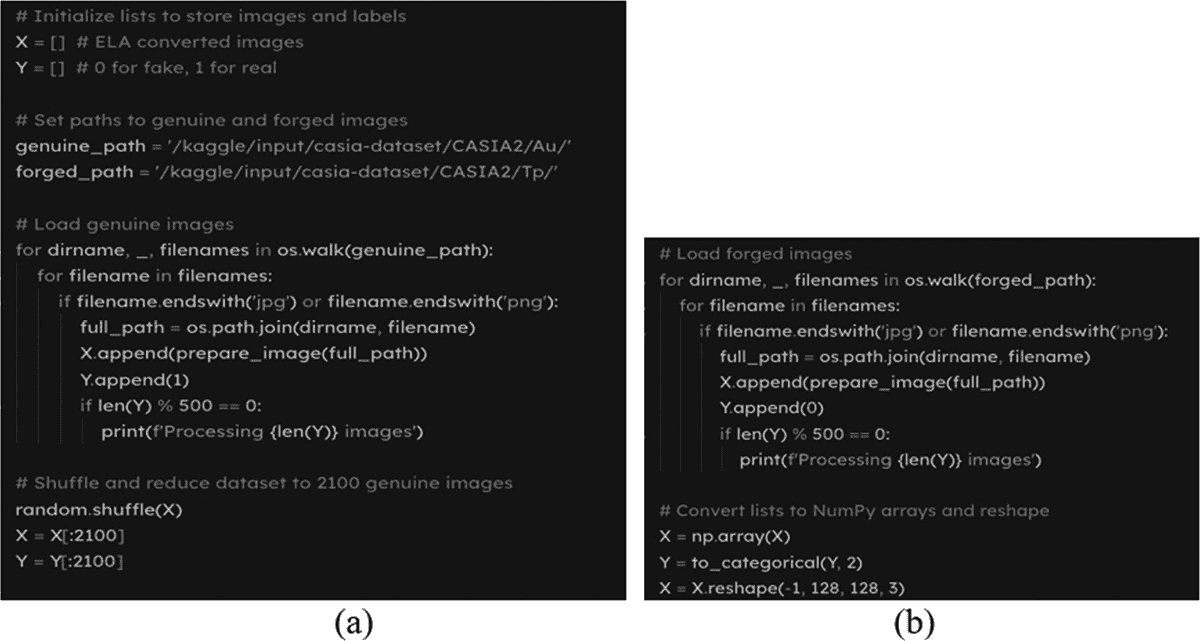 # Initialize lists to store images and labels
X = [] # ELA converted images
Y = [] # 0 for fake, 1 for real
# Set paths to genuine and forged images
genuine_path = '/kaggle/input/casia-dataset/CASIA2/Au/'
forged_path = '/kaggle/input/casia-dataset/CASIA2/Tp/'
# Load genuine images
for dirname, _, filenames in os.walk(genuine_path):
for filename in filenames:
if filename.endswith('jpg') or filename.endswith('png'):
full_path = os.path.join(dirname, filename)
X.append(prepare_image(full_path))
Y.append(1)
if len(Y) % 500 == 0:
print(f'Processing {len(Y)} images')
# Shuffle and reduce dataset to 2100 genuine images
random.shuffle(X)
X = X[:2100]
Y = Y[:2100]
(a)
# Load forged images
for dirname, _, filenames in os.walk(forged_path):
for filename in filenames:
if filename.endswith('jpg') or filename.endswith('png'):
full_path = os.path.join(dirname, filename)
X.append(prepare_image(full_path))
Y.append(0)
if len(Y) % 500 == 0:
print(f'Processing {len(Y)} images')
# Convert lists to NumPy arrays and reshape
X = np.array(X)
Y = to_categorical(Y, 2)
X = X.reshape(-1, 128, 128, 3)
(b)